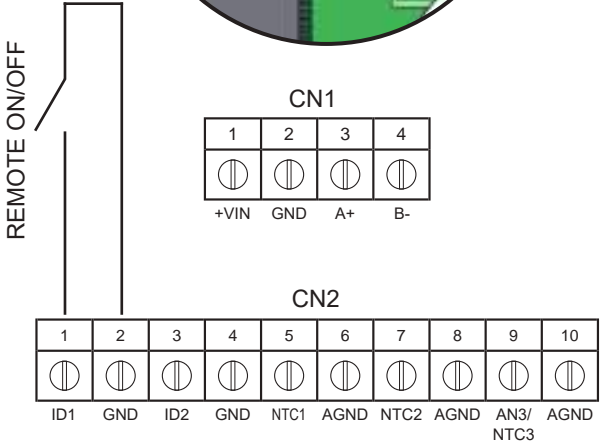 REMOTE ON/OFF
CN1
1 2 3 4
+VIN GND A+ B-
CN2
1 2 3 4 5 6 7 8 9 10
ID1 GND ID2 GND NTC1 AGND NTC2 AGND AN3/ AGND
NTC3